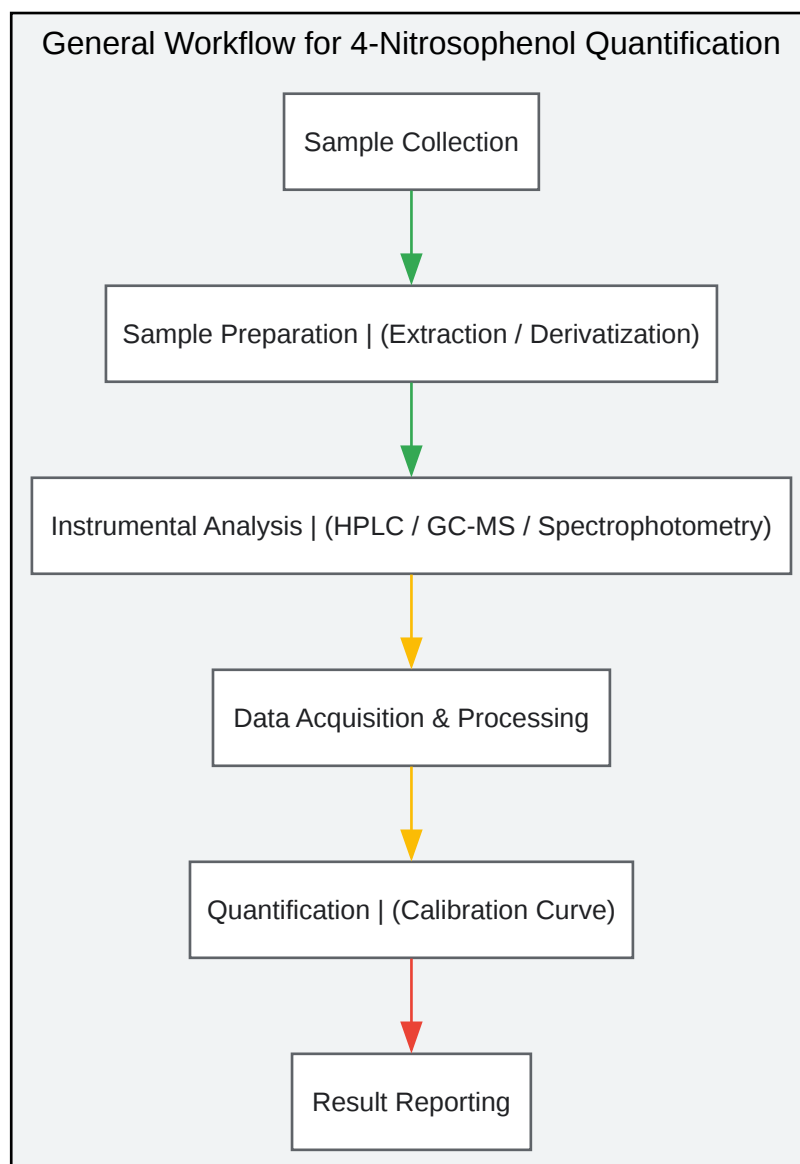 General Workflow for 4-Nitrosophenol Quantification
Sample Collection
Sample Preparation | (Extraction / Derivatization)
Instrumental Analysis | (HPLC / GC-MS / Spectrophotometry)
Data Acquisition & Processing
Quantification | (Calibration Curve)
Result Reporting